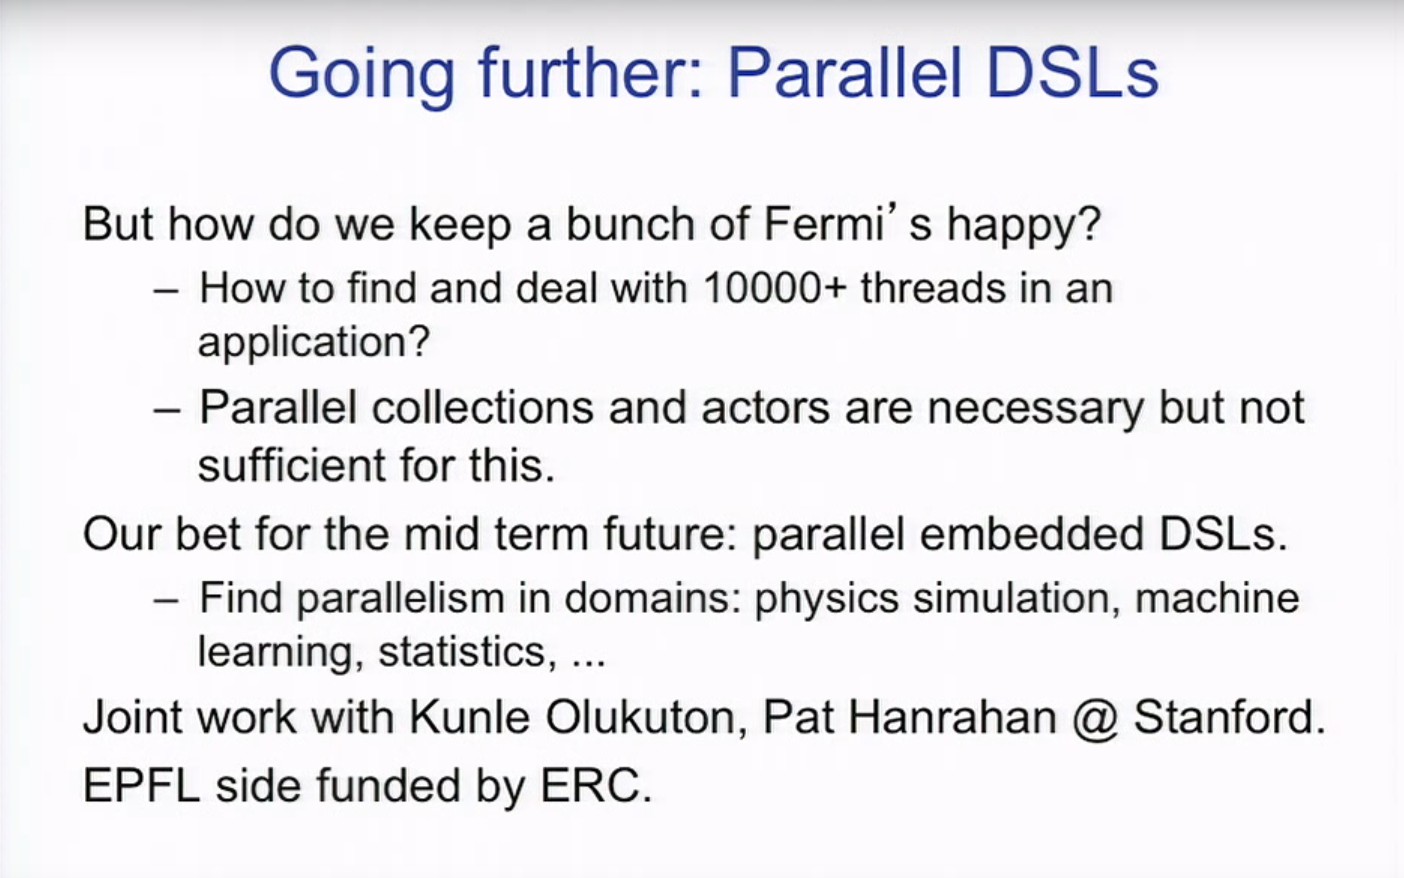 Going further: Parallel DSLs
But how do we keep a bunch of Fermi’s happy?
– How to find and deal with 10000+ threads in an
application?
– Parallel collections and actors are necessary but not
sufficient for this.
Our bet for the mid term future: parallel embedded DSLs.
– Find parallelism in domains: physics simulation, machine
learning, statistics, ...
Joint work with Kunle Olukuton, Pat Hanrahan @ Stanford.
EPFL side funded by ERC.